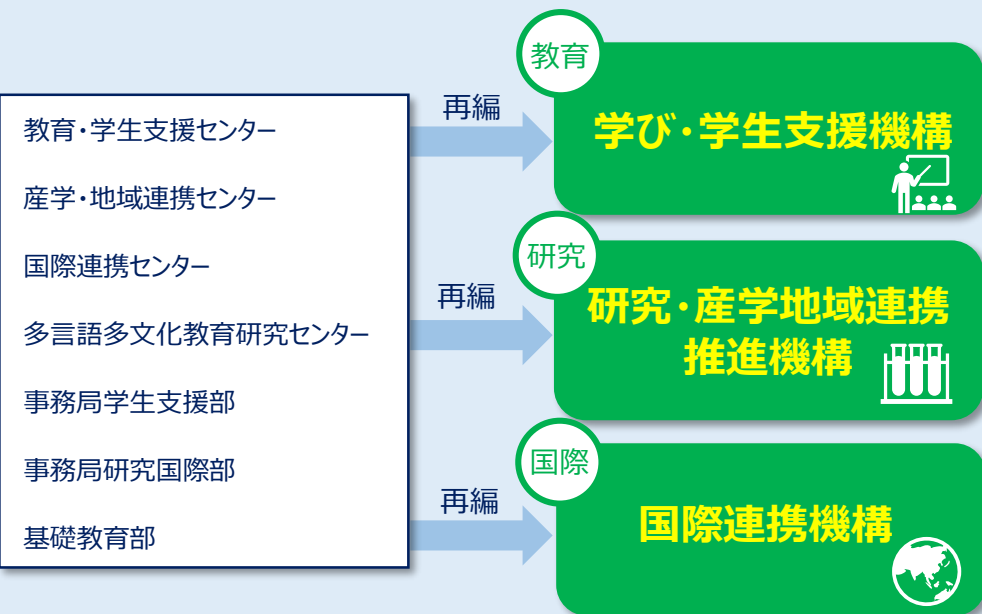 教育・学生支援センター
産学・地域連携センター
国際連携センター
多言語多文化教育研究センター
事務局学生支援部
事務局研究国際部
基礎教育部
再編
教育
学び・学生支援機構
再編
研究
研究・産学地域連携
推進機構
再編
国際
国際連携機構